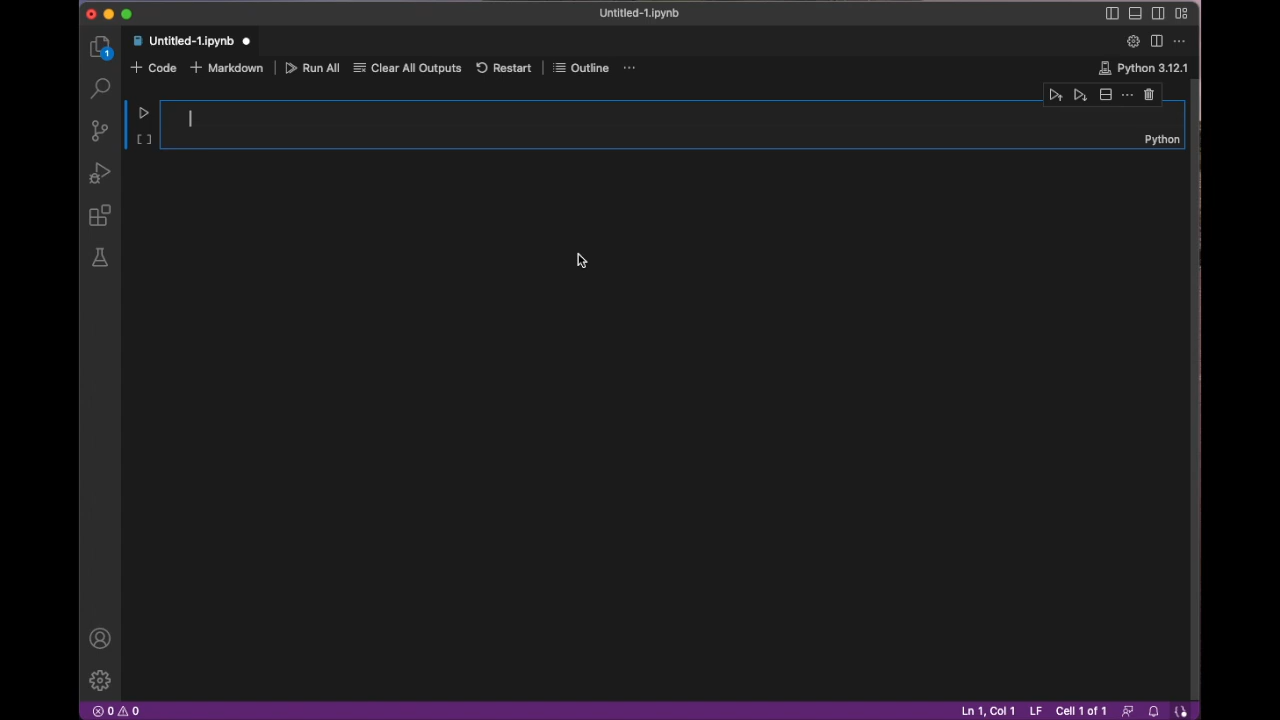 Untitled-1.ipynb
Untitled-1.ipynb
1
Code Markdown Run All Clear All Outputs Restart Outline ...
Python 3.12.1
[ ]
Python
0 0
Ln 1, Col 1 LF Cell 1 of 1